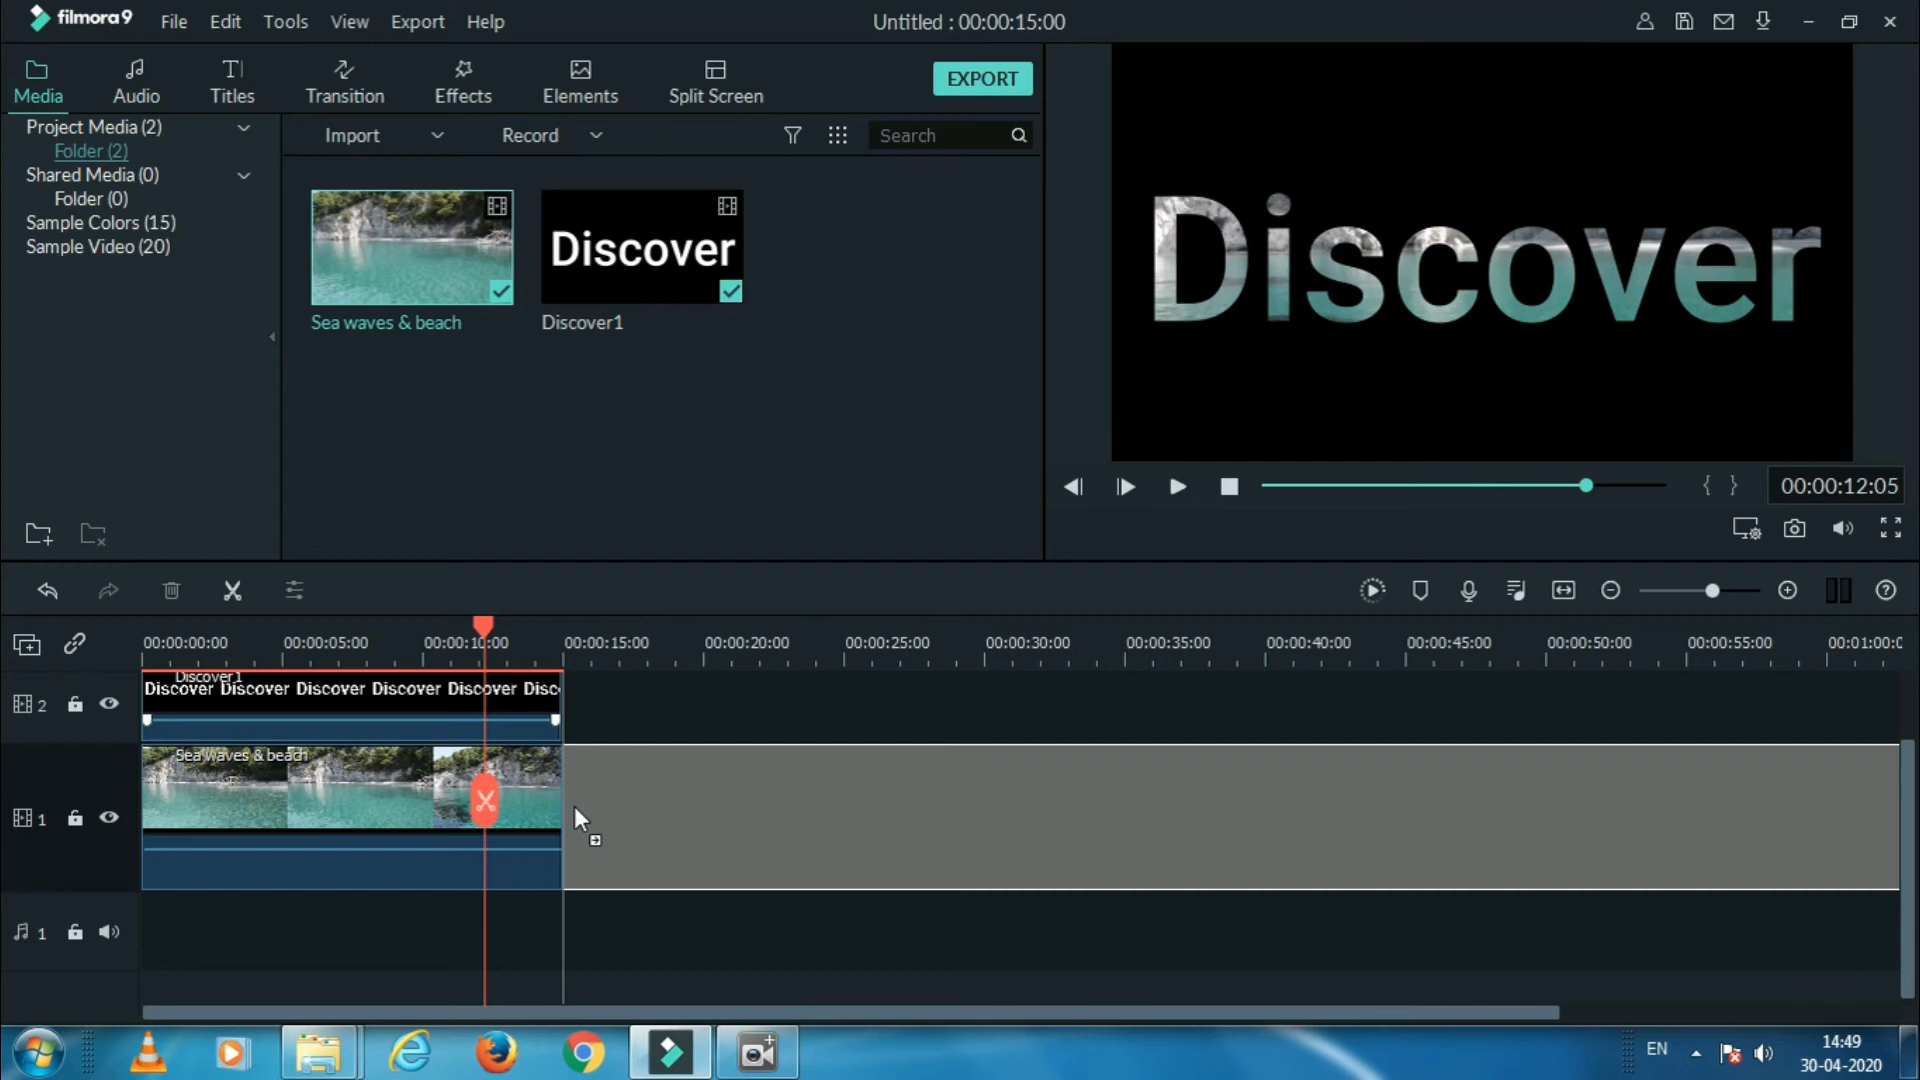 filmora9 File Edit Tools View Export Help Untitled : 00:00:15:00
Media Audio Titles Transition Effects Elements Split Screen EXPORT
Project Media (2)
Folder (2)
Shared Media (0)
Folder (0)
Sample Colors (15)
Sample Video (20)
Import Record Search
Discover
Sea waves & beach Discover1
Discover
00:00:12:05
00:00:00:00 00:00:05:00 00:00:10:00 00:00:15:00 00:00:20:00 00:00:25:00 00:00:30:00 00:00:35:00 00:00:40:00 00:00:45:00 00:00:50:00 00:00:55:00 00:01:00:0
Discover1
Discover Discover Discover Discover Discover Disc
2
Sea waves & beach
1
1
EN 14:49
30-04-2020